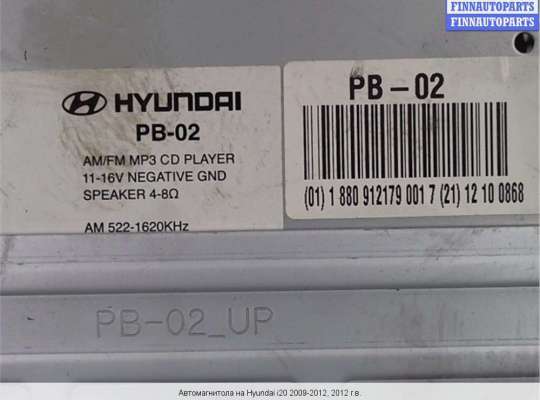 FINNAUTOPARTS
FINNAUTOPARTS
HYUNDAI
PB-02
AM/FM MP3 CD PLAYER
11-16V NEGATIVE GND
SPEAKER 4-8Ω
AM 522-1620KHz
PB-02
(01) 1 880 912179 001 7 (21) 12 10 0868
PB-02_UP
Автомагнитола на Hyundai i20 2009-2012, 2012 г.в.